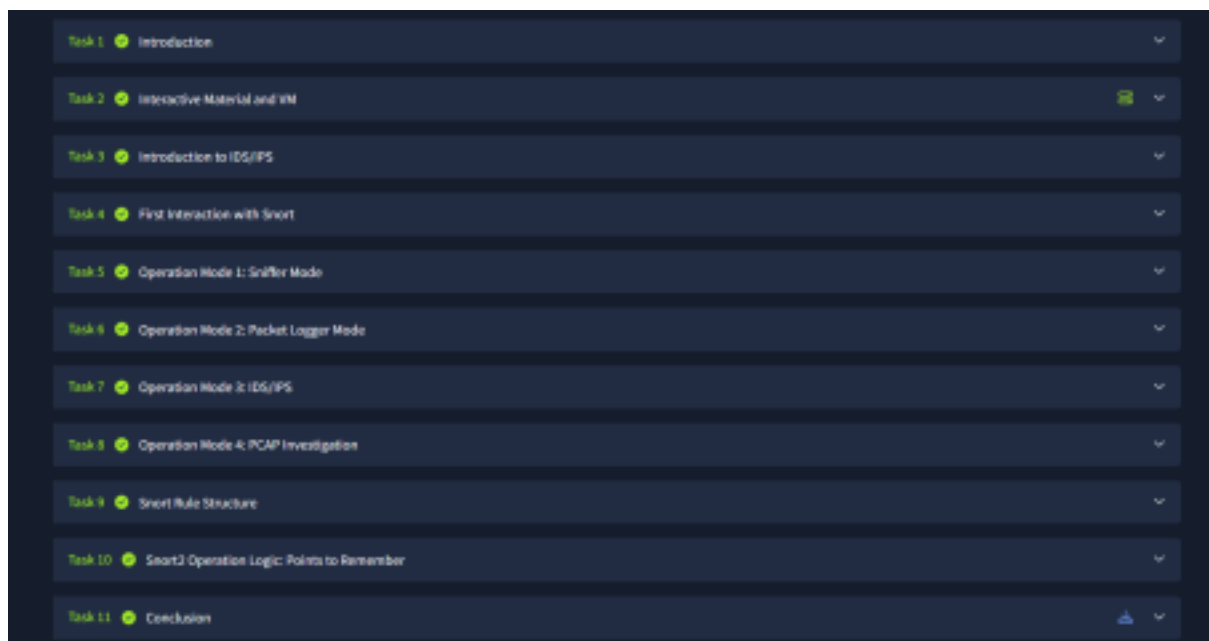 Task 1 Introduction
Task 2 Interactive Material and VM
Task 3 Introduction to IDS/IPS
Task 4 First Interaction with Snort
Task 5 Operation Mode 1: Sniffer Mode
Task 6 Operation Mode 2: Packet Logger Mode
Task 7 Operation Mode 3: IDS/IPS
Task 8 Operation Mode 4: PCAP Investigation
Task 9 Snort Rule Structure
Task 10 Snort2 Operation Logic: Points to Remember
Task 11 Conclusion